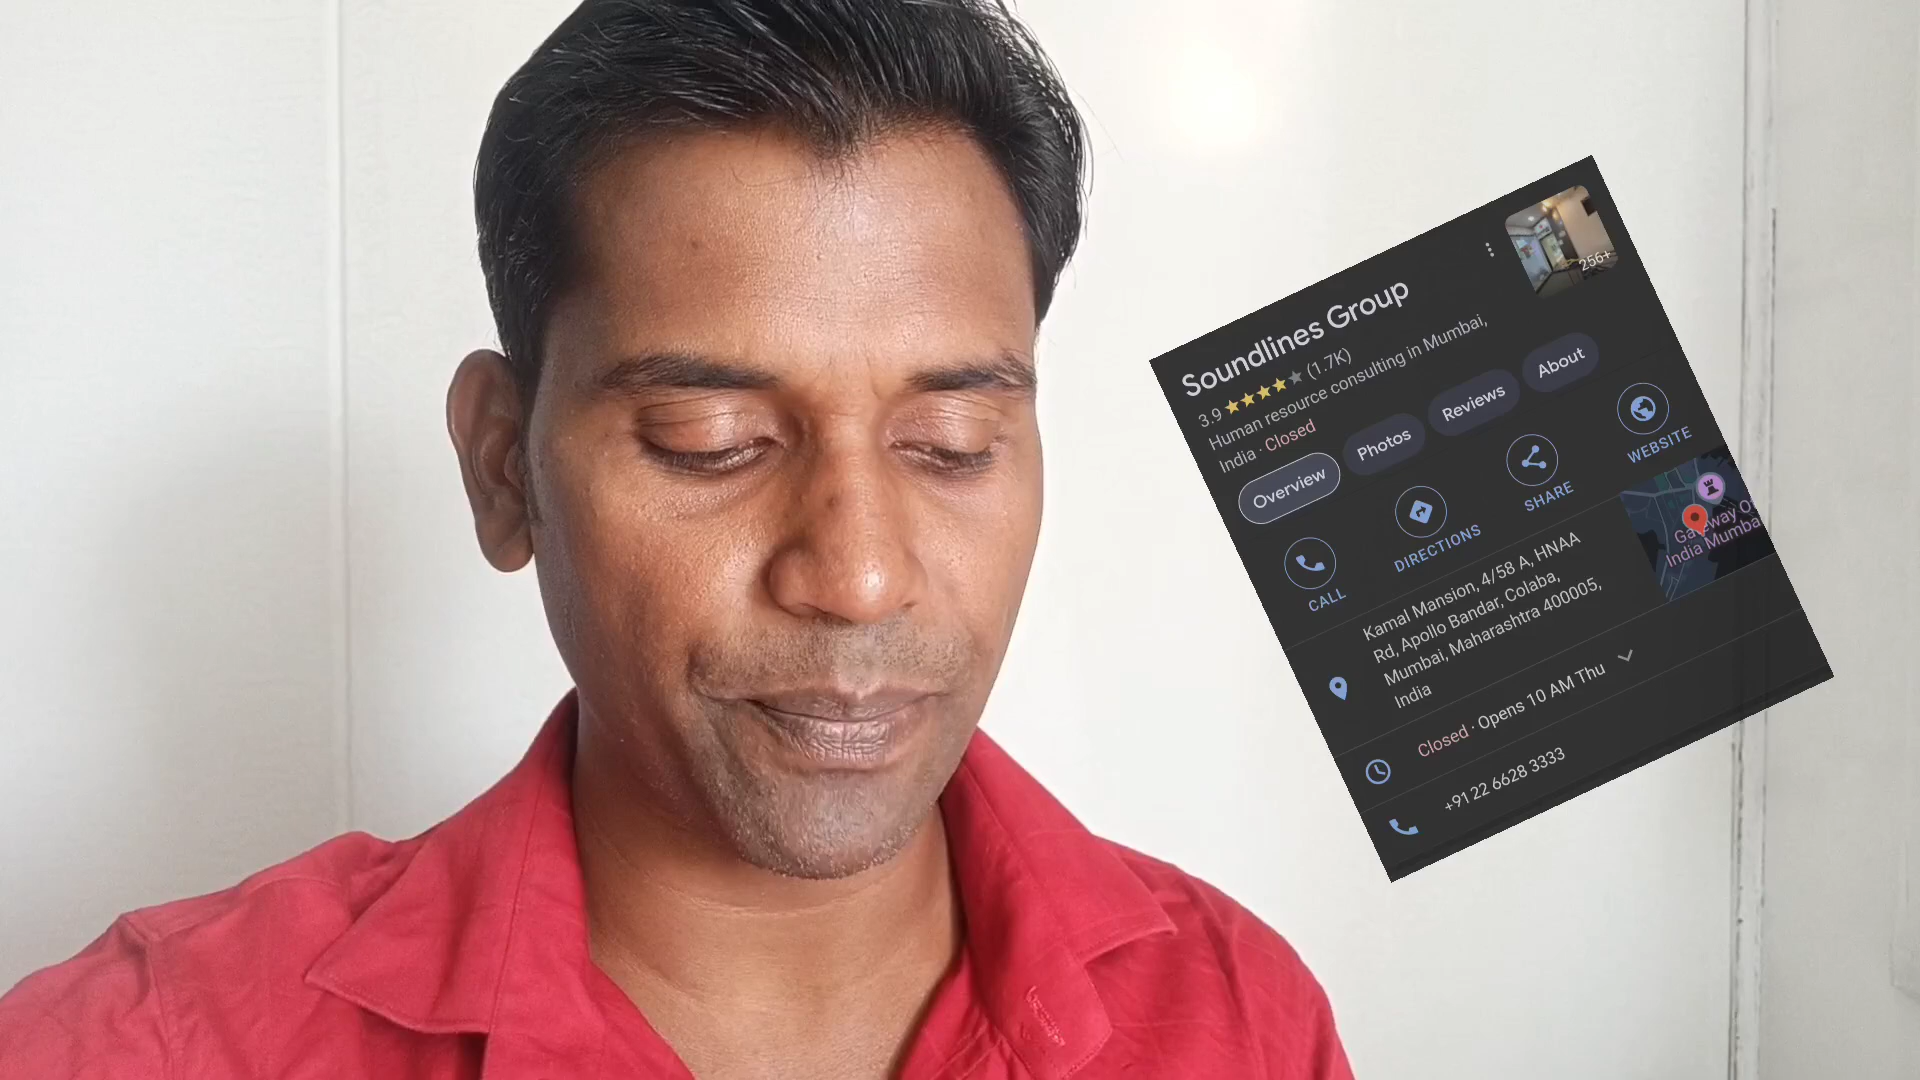 256+
Soundlines Group
3.9 (1.7K)
Human resource consulting in Mumbai,
India · Closed
Overview Photos Reviews About
CALL DIRECTIONS SHARE WEBSITE
Kamal Mansion, 4/58 A, HNAA
Rd, Apollo Bandar, Colaba,
Mumbai, Maharashtra 400005,
India
Gateway O
India Mumba
Closed · Opens 10 AM Thu
+91 22 6628 3333